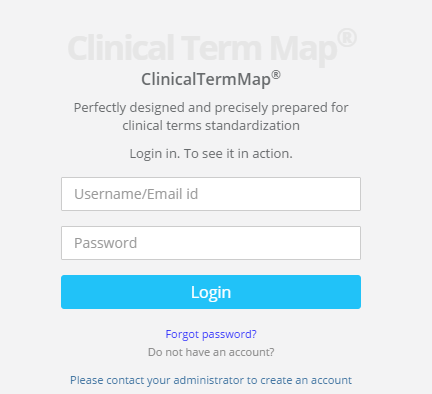 Clinical Term Map®
ClinicalTermMap®
Perfectly designed and precisely prepared for
clinical terms standardization
Login in. To see it in action.
Username/Email id
Password
Login
Forgot password?
Do not have an account?
Please contact your administrator to create an account